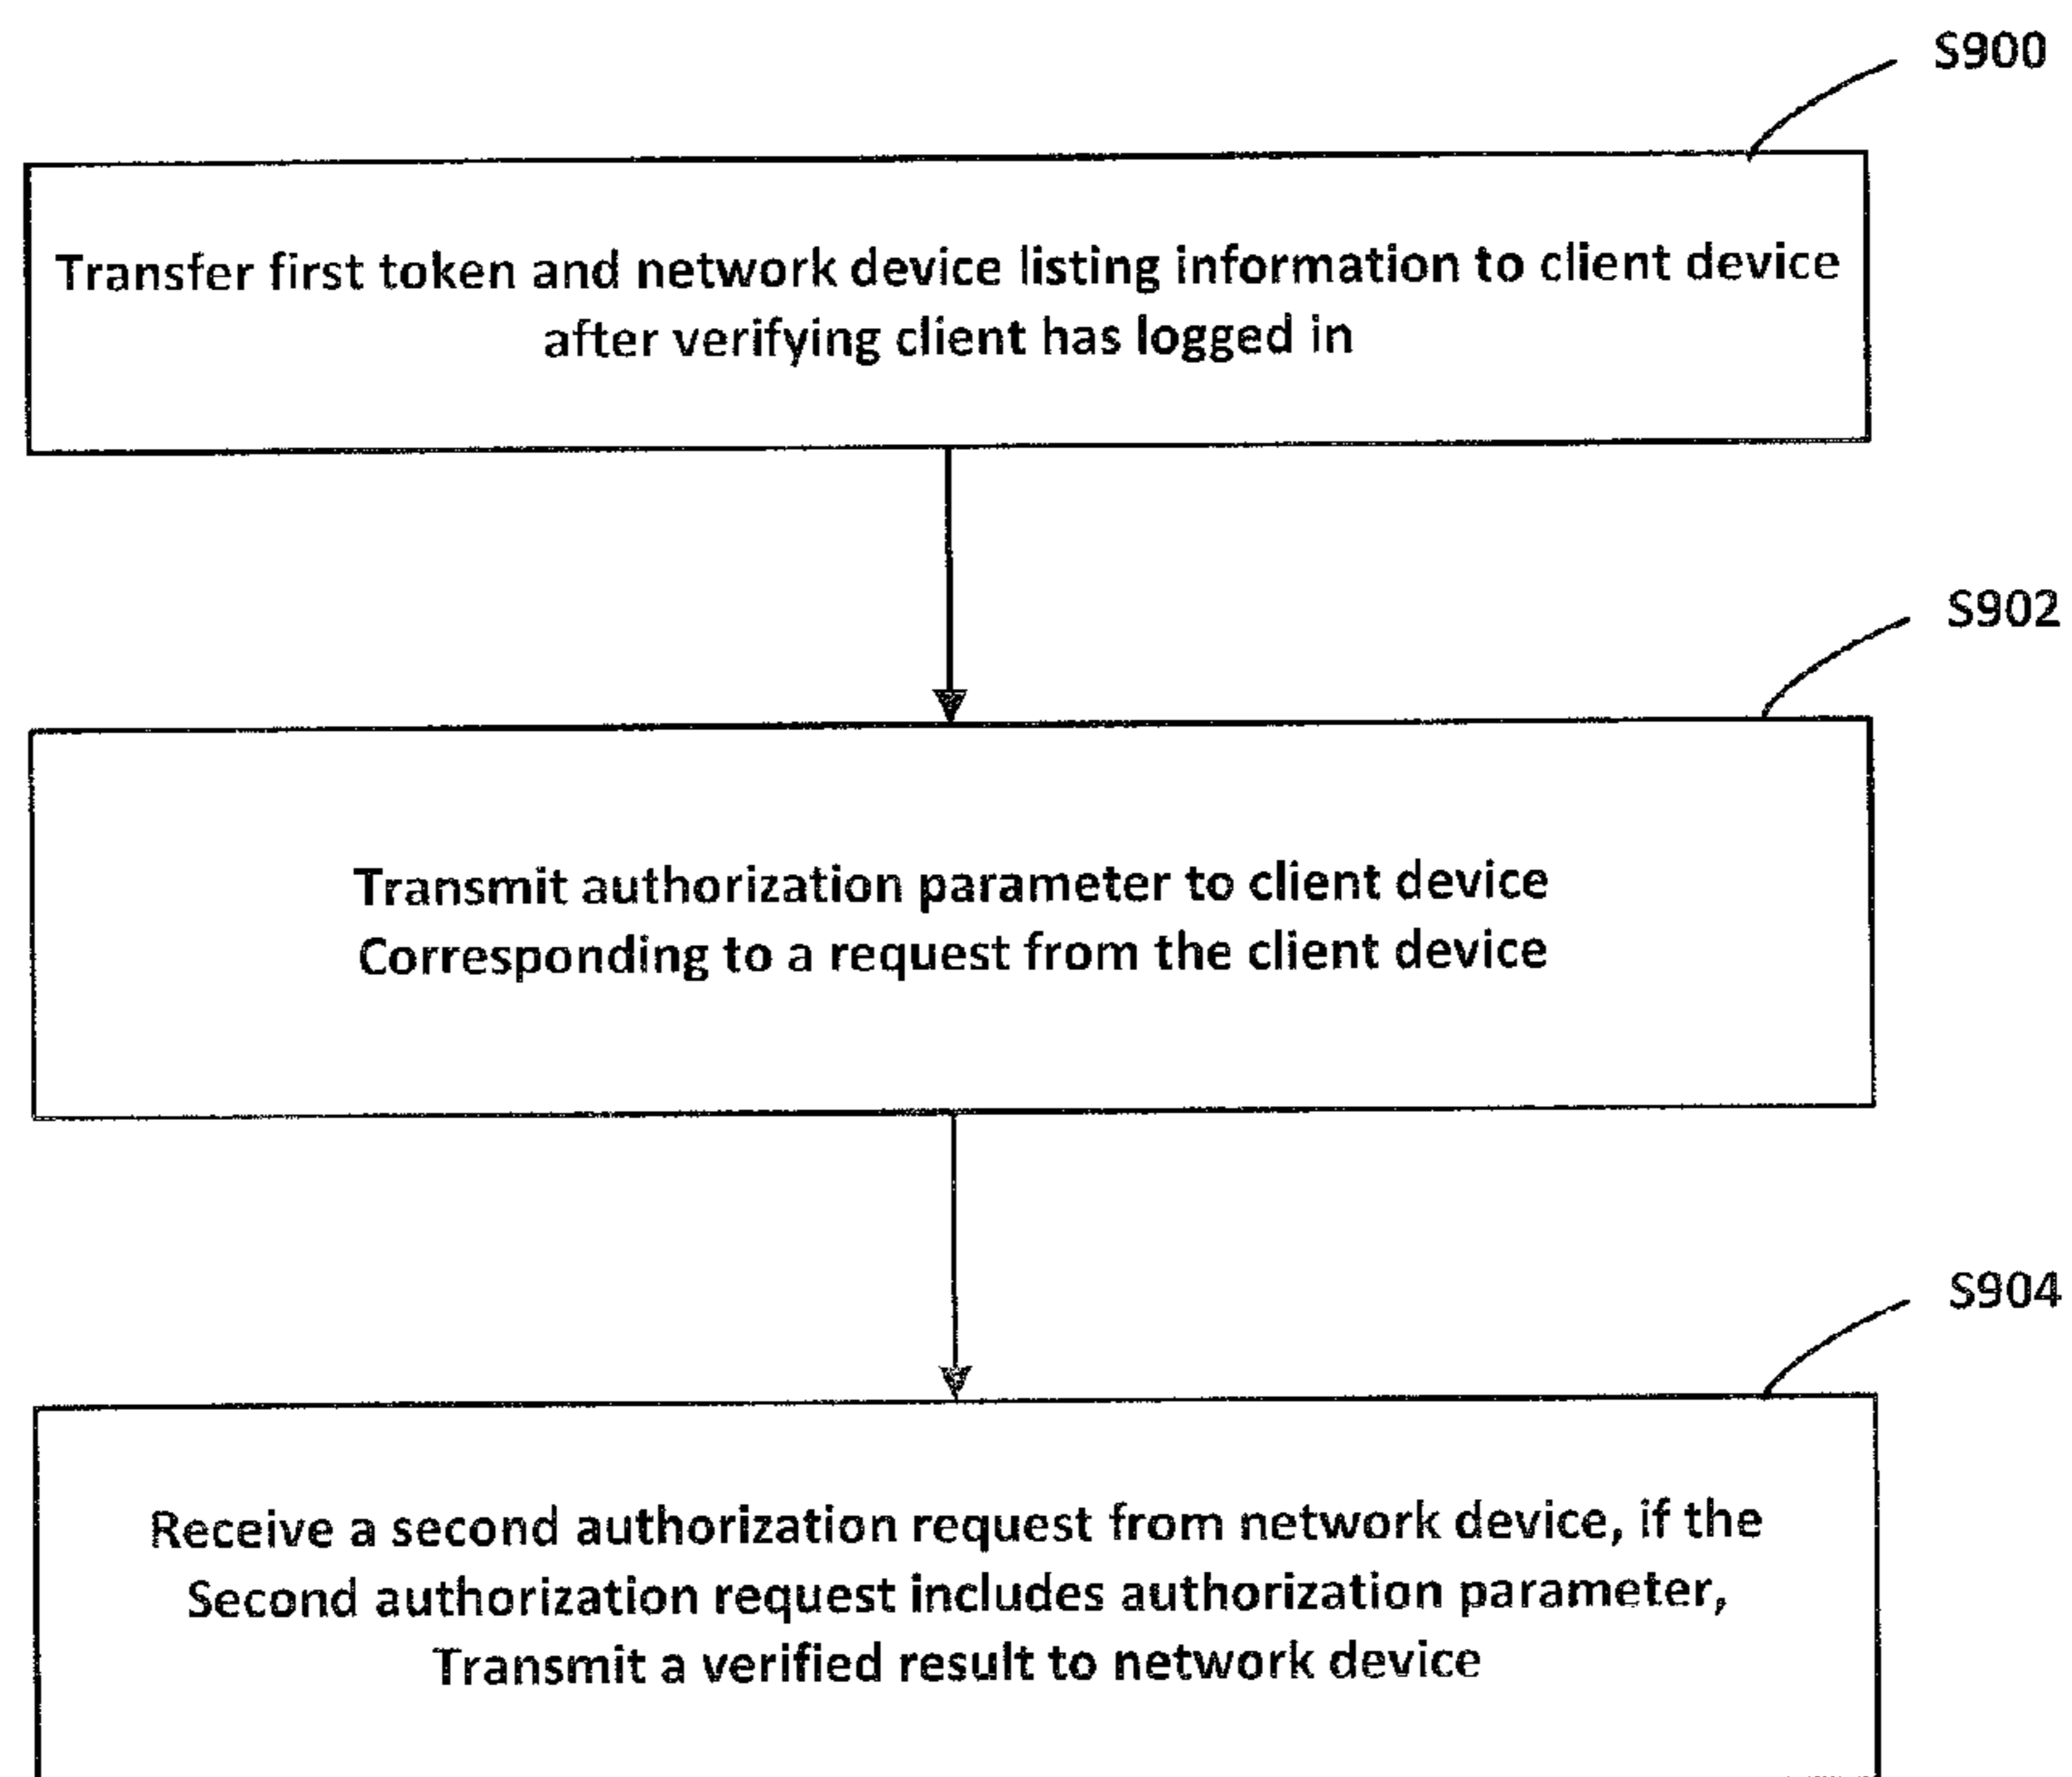 S900
Transfer first token and network device listing information to client device
after verifying client has logged in
S902
Transmit authorization parameter to client device
Corresponding to a request from the client device
S904
Receive a second authorization request from network device, if the
Second authorization request includes authorization parameter,
Transmit a verified result to network device